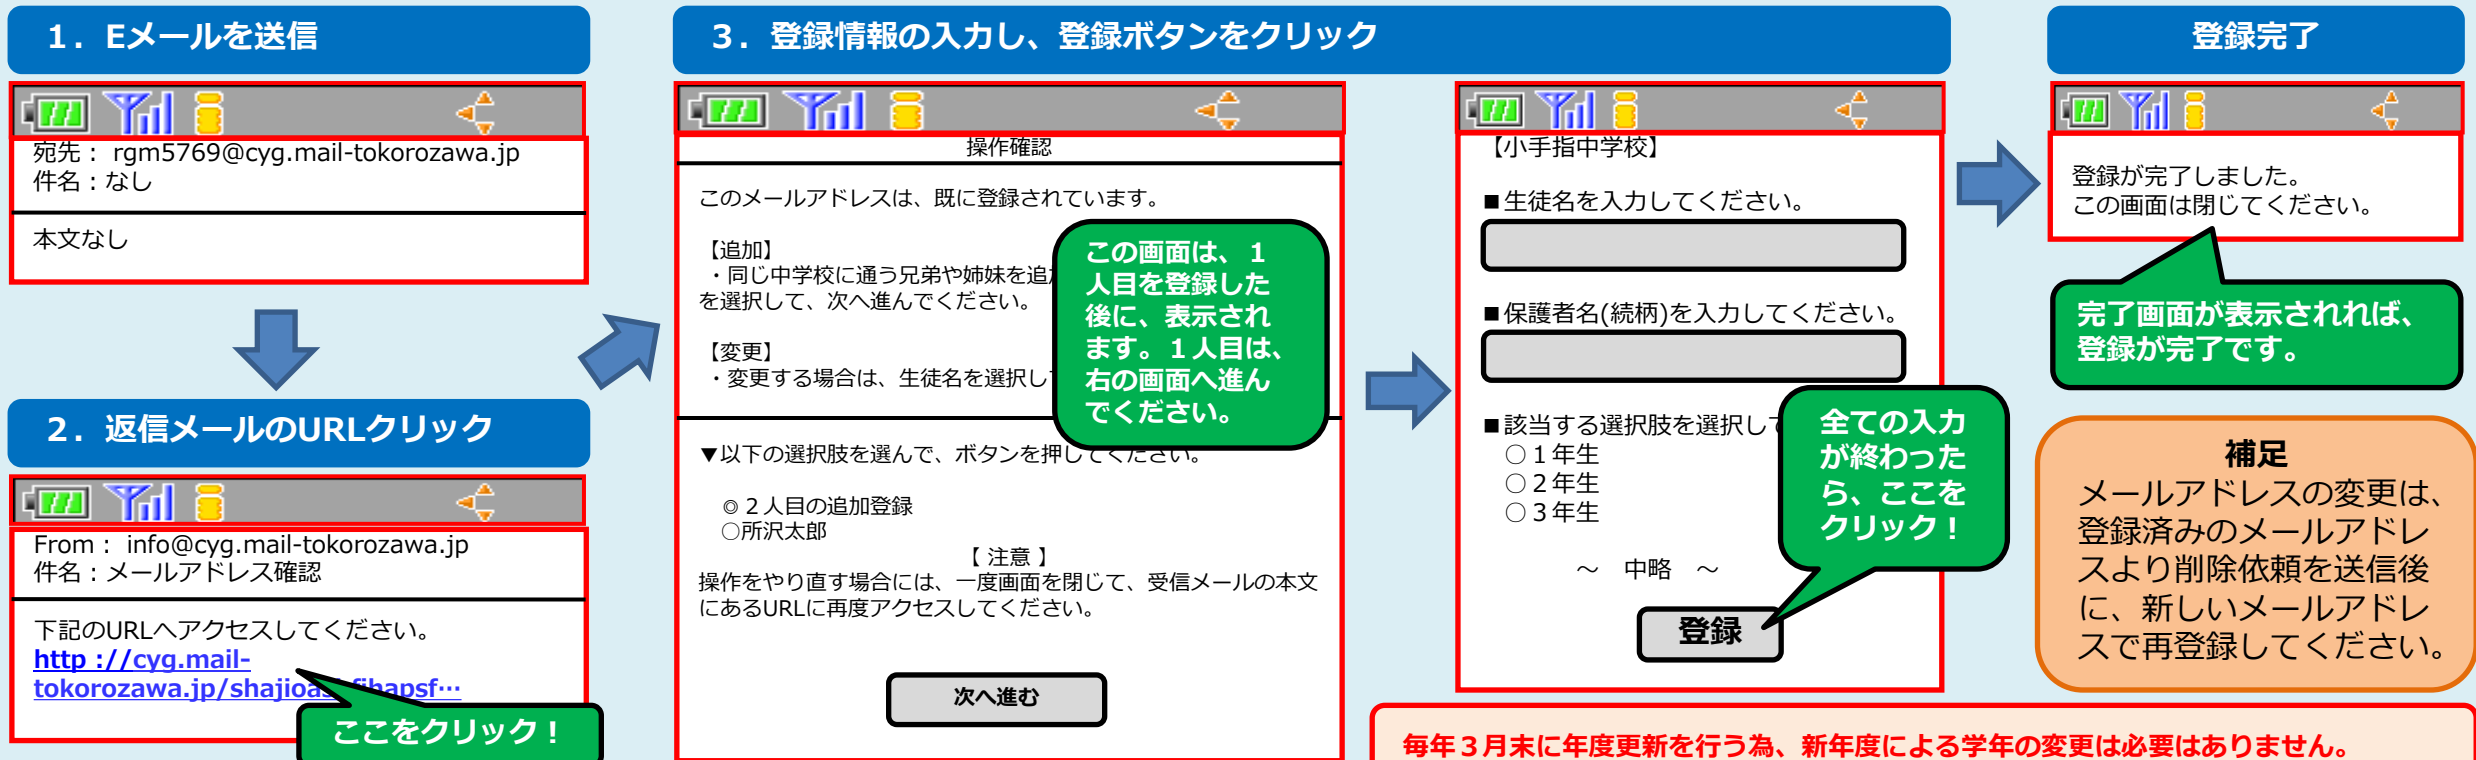 1. Eメールを送信
宛先： rgm5769@cyg.mail-tokorozawa.jp
件名：なし
本文なし
2. 返信メールのURLクリック
From： info@cyg.mail-tokorozawa.jp
件名：メールアドレス確認
下記のURLへアクセスしてください。
http ://cyg.mail-
tokorozawa.jp/shajioas
ihapsf…
ここをクリック！
3. 登録情報の入力し、登録ボタンをクリック
操作確認
このメールアドレスは、既に登録されています。
【追加】
・同じ中学校に通う兄弟や姉妹を追
を選択して、次へ進んでください。
【変更】
・変更する場合は、生徒名を選択し
この画面は、１
人目を登録した
後に、表示され
ます。１人目は、
右の画面へ進ん
でください。
▼以下の選択肢を選んで、ボタンを押してください。
◎２人目の追加登録
○所沢太郎
【 注意 】
操作をやり直す場合には、一度画面を閉じて、受信メールの本文
にあるURLに再度アクセスしてください。
次へ進む
【小手指中学校】
■生徒名を入力してください。
■保護者名(続柄)を入力してください。
■該当する選択肢を選択して
○１年生
○２年生
○３年生
～　中略　～
登録
全ての入力
が終わった
ら、ここを
クリック！
登録完了
登録が完了しました。
この画面は閉じてください。
完了画面が表示されれば、
登録が完了です。
補足
メールアドレスの変更は、
登録済みのメールアドレ
スより削除依頼を送信後
に、新しいメールアドレ
スで再登録してください。
毎年３月末に年度更新を行う為、新年度による学年の変更は必要はありません。